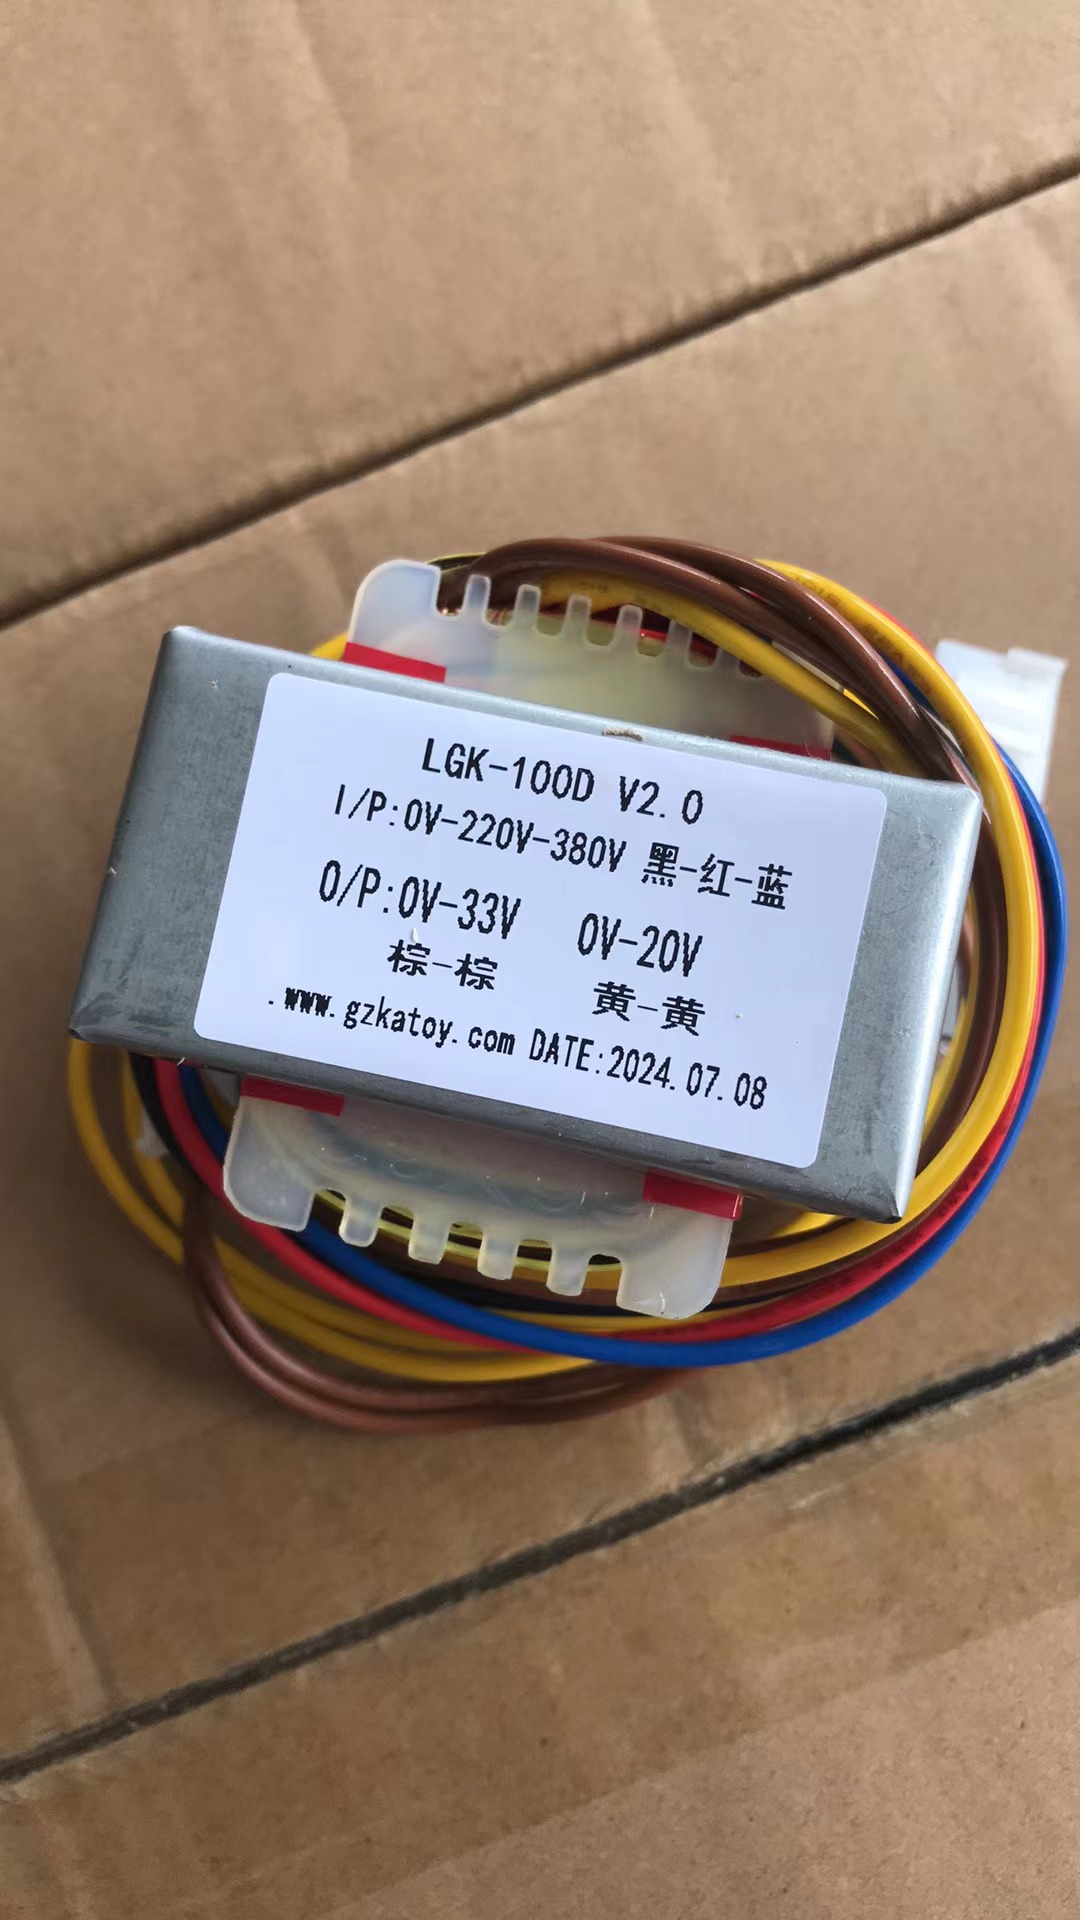 LGK-100D V2.0
I/P:0V-220V-380V 黑-红-蓝
O/P:0V-33V 0V-20V
棕-棕 黄-黄
.www.gzkatoy.com DATE:2024.07.08